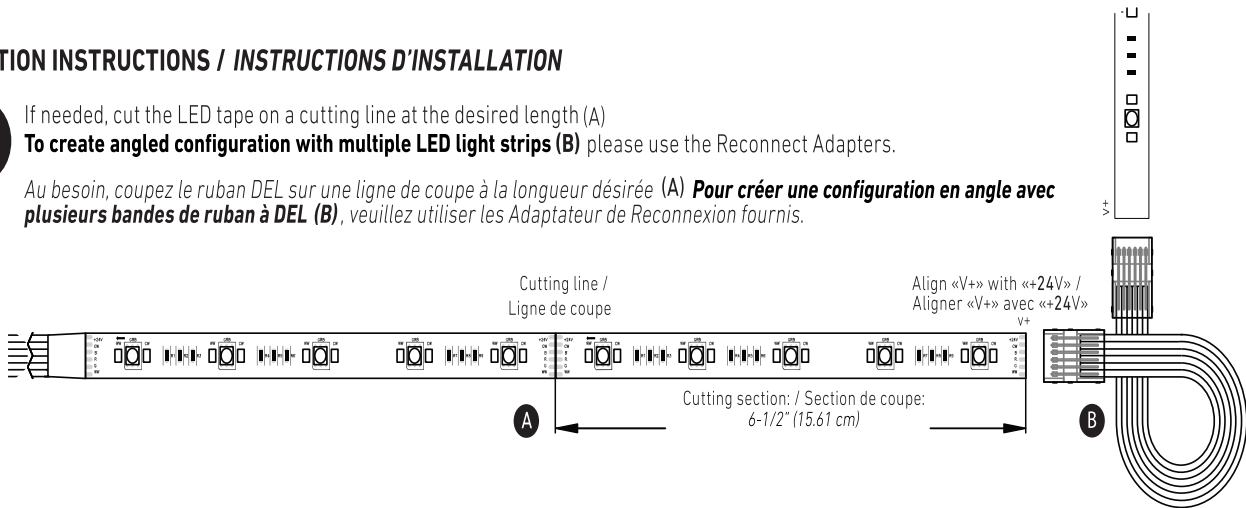 TION INSTRUCTIONS / INSTRUCTIONS D'INSTALLATION
If needed, cut the LED tape on a cutting line at the desired length (A)
To create angled configuration with multiple LED light strips (B) please use the Reconnect Adapters.
Au besoin, coupez le ruban DEL sur une ligne de coupe à la longueur désirée (A) Pour créer une configuration en angle avec
plusieurs bandes de ruban à DEL (B), veuillez utiliser les Adaptateur de Reconnexion fournis.
V+
Cutting line /
Ligne de coupe
Align «V+» with «+24V» /
Aligner «V+» avec «+24V»
V+
Cutting section: / Section de coupe:
6-1/2" (15.61 cm)
A
B